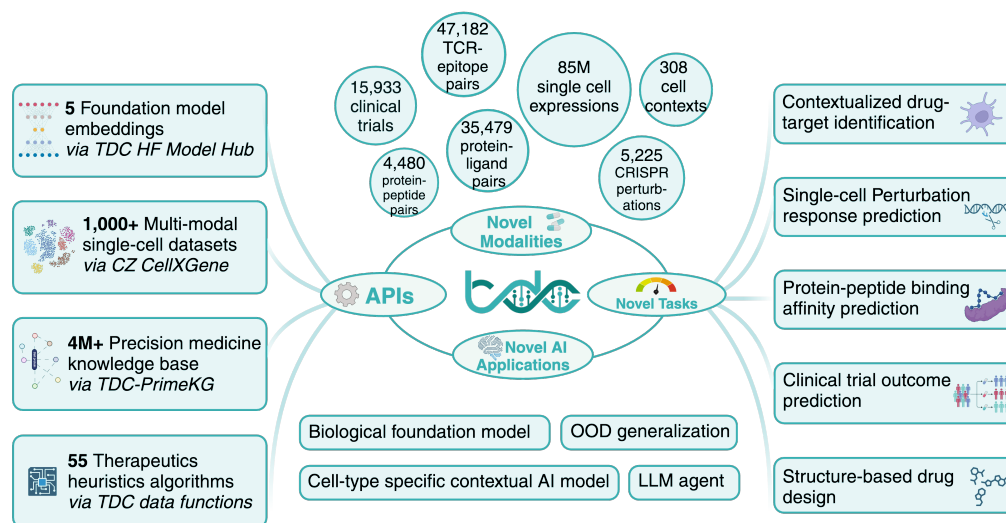 5 Foundation model
embeddings
via TDC HF Model Hub
1,000+ Multi-modal
single-cell datasets
via CZ CellXGene
4M+ Precision medicine
knowledge base
via TDC-PrimeKG
55 Therapeutics
heuristics algorithms
via TDC data functions
15,933
clinical
trials
47,182
TCR-
epitope
pairs
85M
single cell
expressions
308
cell
contexts
4,480
protein-
peptide
pairs
35,479
protein-
ligand
pairs
5,225
CRISPR
perturb-
ations
Novel
Modalities
APIs
tdc
Novel Tasks
Novel AI
Applications
Biological foundation model
OOD generalization
Cell-type specific contextual AI model
LLM agent
Contextualized drug-
target identification
Single-cell Perturbation
response prediction
Protein-peptide binding
affinity prediction
Clinical trial outcome
prediction
Structure-based drug
design